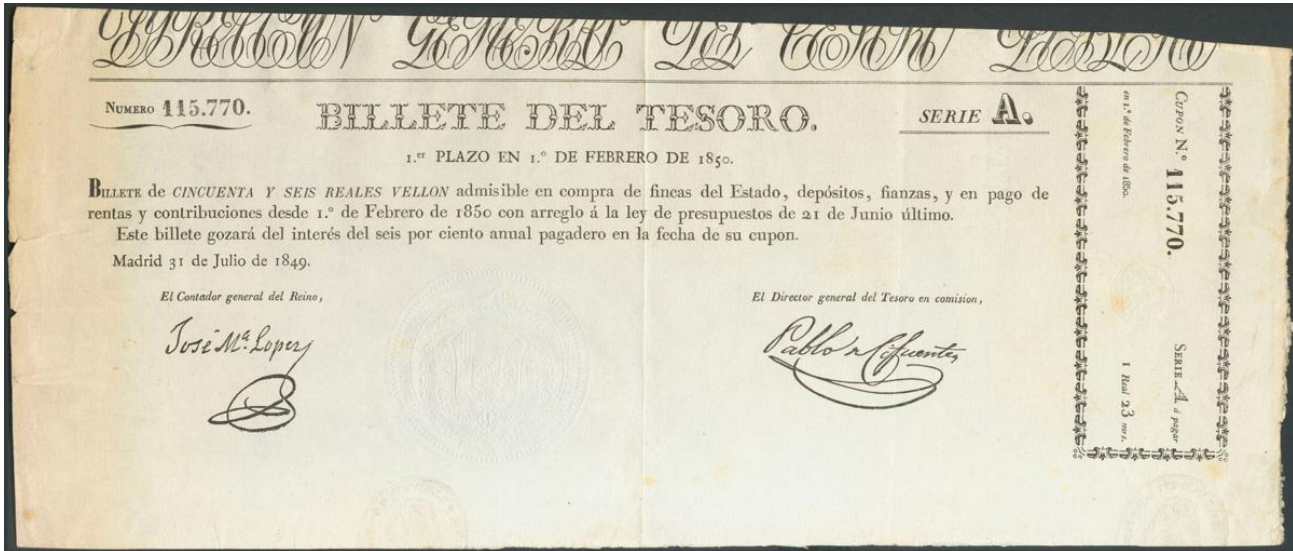 DIRECCION GENERAL DEL TESORO PUBLICO
NUMERO 115.770.
BILLETE DEL TESORO.
SERIE A.
1.er PLAZO EN 1.º DE FEBRERO DE 1850.
BILLETE de CINCUENTA Y SEIS REALES VELLON admisible en compra de fincas del Estado, depósitos, fianzas, y en pago de
rentas y contribuciones desde 1.º de Febrero de 1850 con arreglo á la ley de presupuestos de 21 de Junio último.
Este billete gozará del interés del seis por ciento anual pagadero en la fecha de su cupon.
Madrid 31 de Julio de 1849.
El Contador general del Reino,
José M.ª Lopez
El Director general del Tesoro en comision,
Pablo de Cifuentes
CUPON N.º 115.770. SERIE A á pagar
en 1.º de Febrero de 1850. 1 Real 23 mrs.